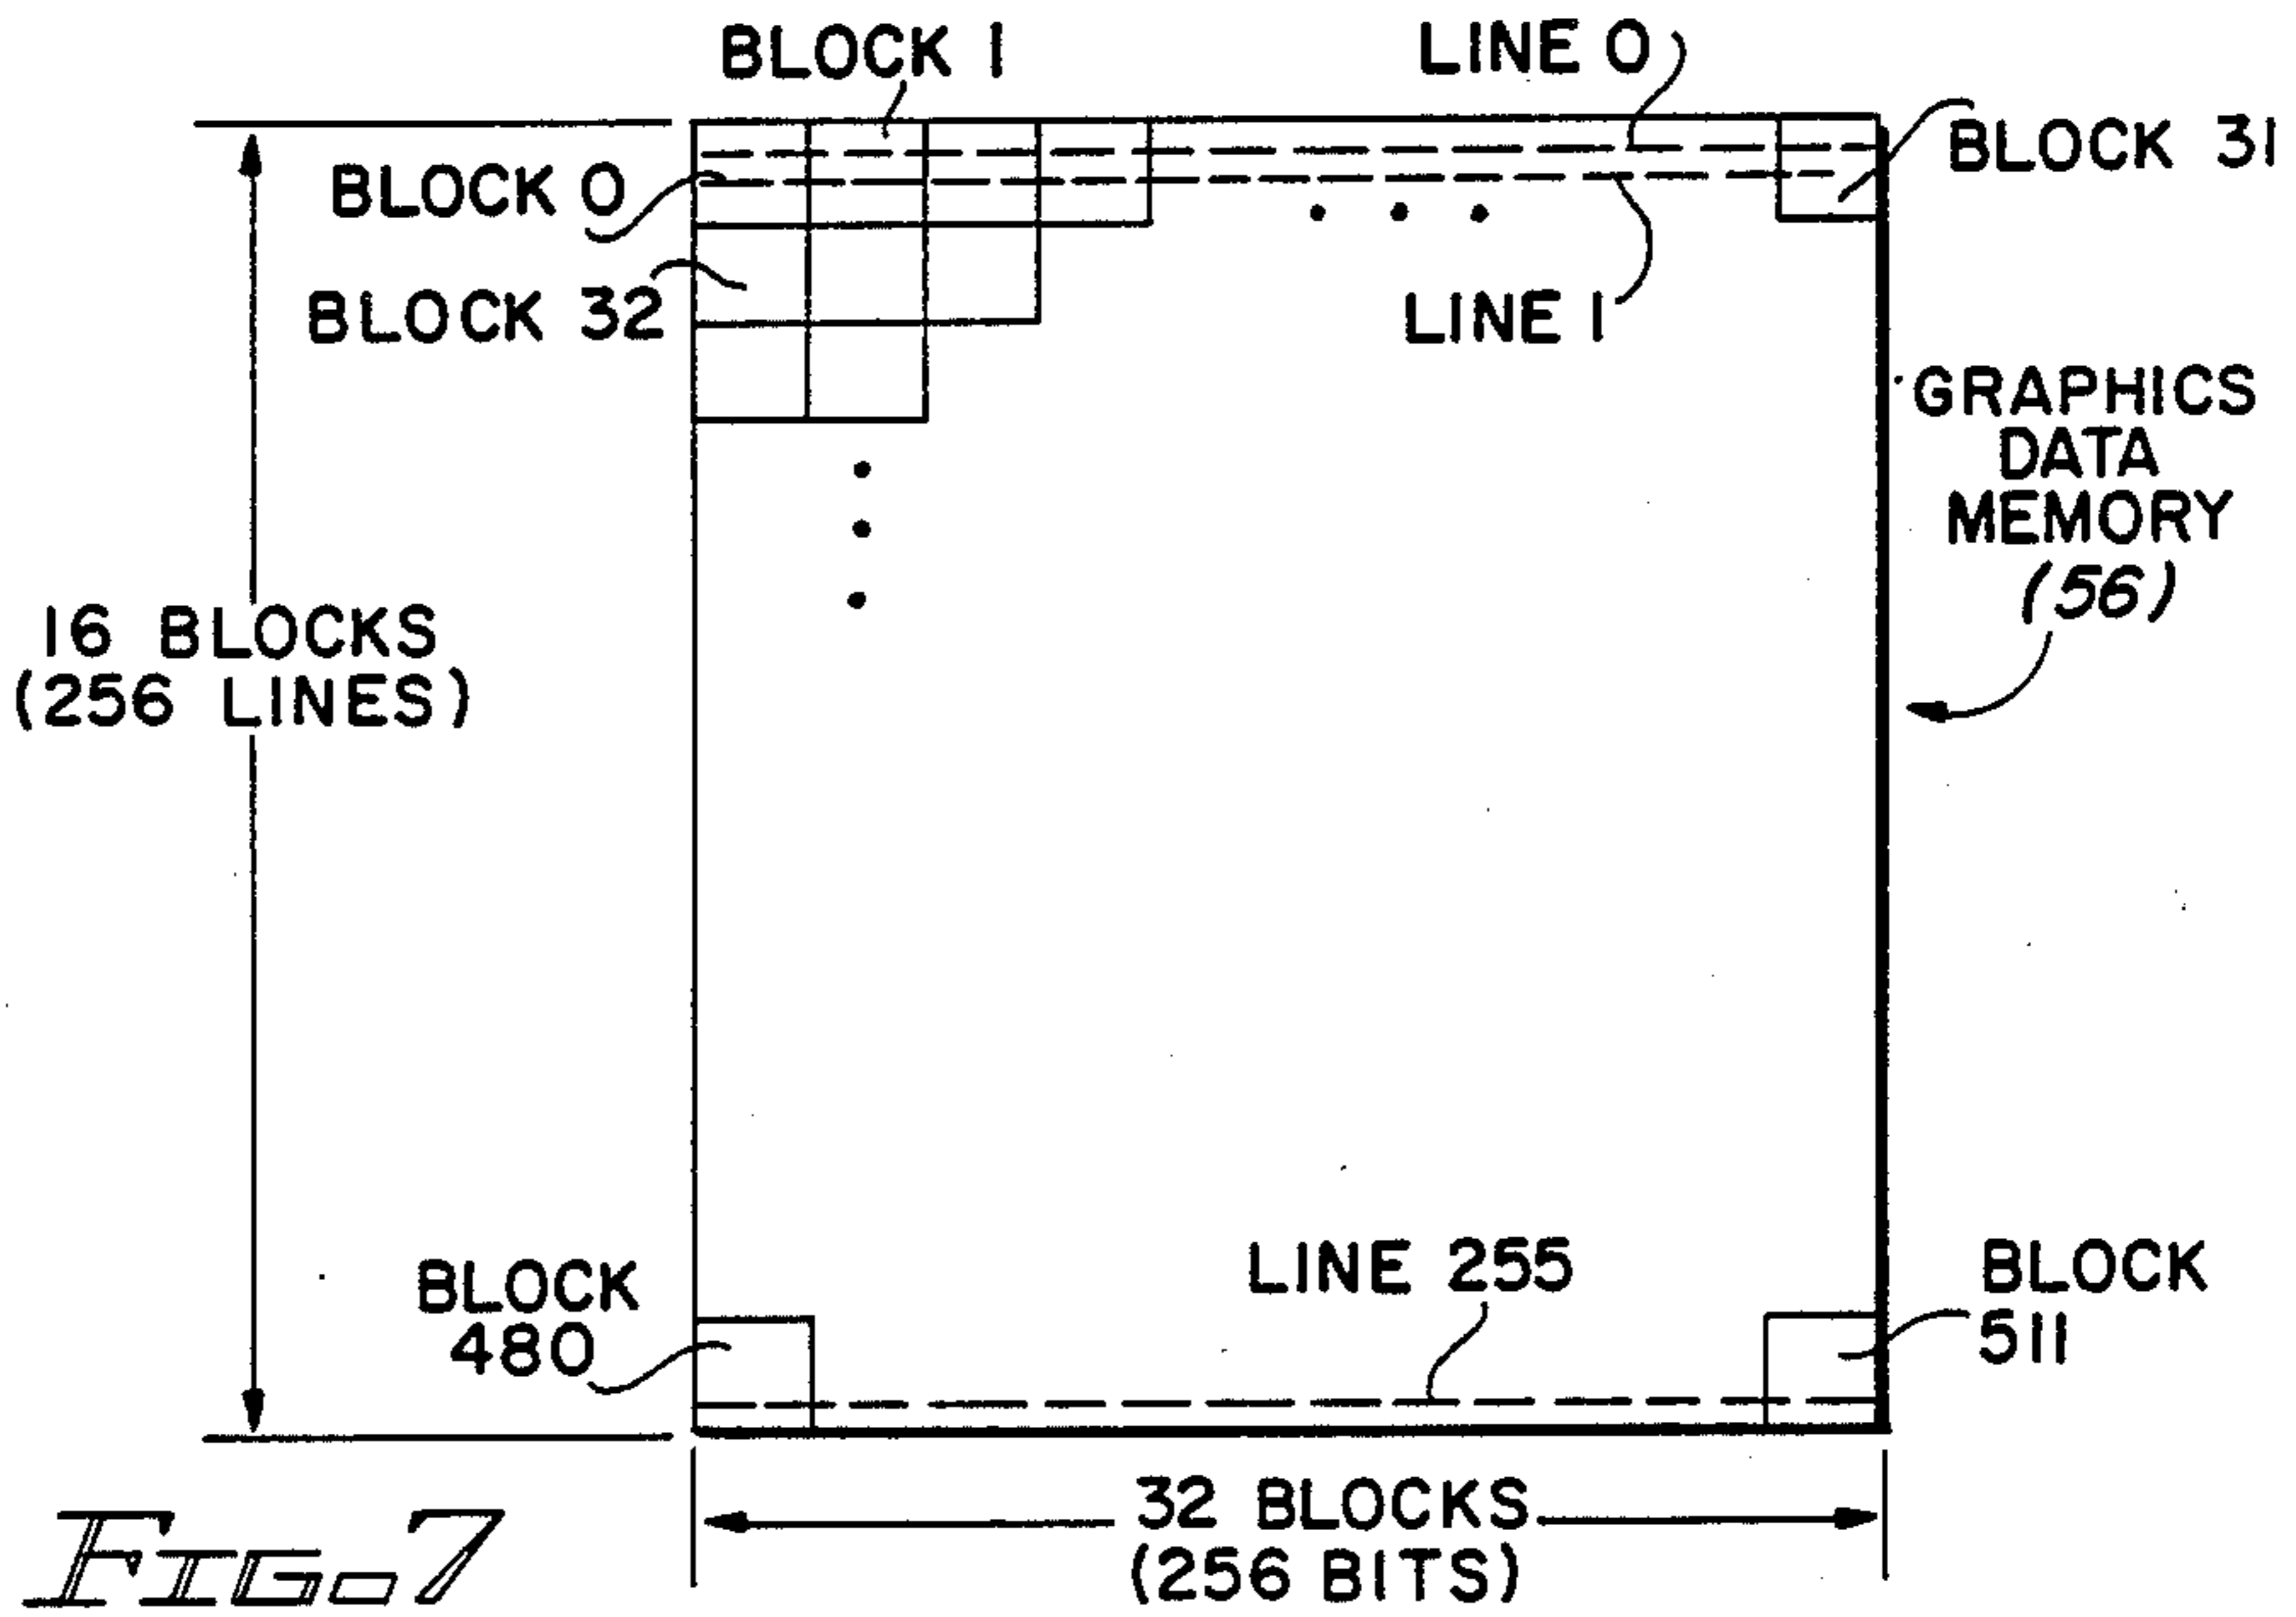 BLOCK 1
LINE 0
BLOCK 31
BLOCK 0
BLOCK 32
LINE 1
GRAPHICS
DATA
MEMORY
(56)
16 BLOCKS
(256 LINES)
BLOCK
480
LINE 255
BLOCK
511
32 BLOCKS
(256 BITS)
FIG. 7